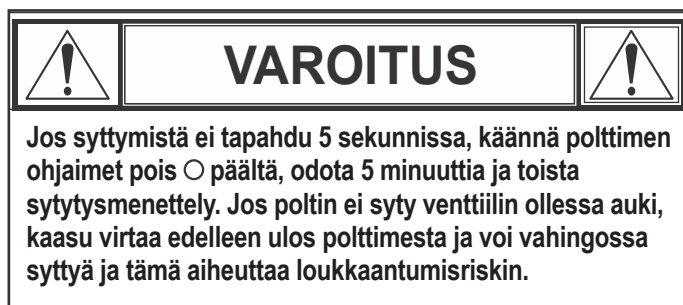 VAROITUS
Jos syttymistä ei tapahdu 5 sekunnissa, käännä polttimen
ohjaimet pois ○ päältä, odota 5 minuuttia ja toista
sytytysmenettely. Jos poltin ei syty venttiilin ollessa auki,
kaasu virtaa edelleen ulos polttimesta ja voi vahingossa
syttyä ja tämä aiheuttaa loukkaantumisriskin.